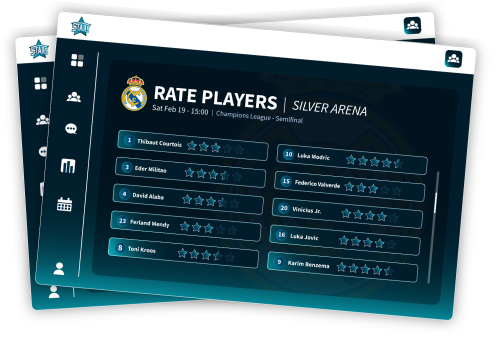 STARS
RATE PLAYERS | SILVER ARENA
Sat Feb 19 - 15:00 | Champions League - Semifinal
1 Thibaut Courtois
3 Eder Militao
4 David Alaba
23 Ferland Mendy
8 Toni Kroos
10 Luka Modric
15 Federico Valverde
20 Vinicius Jr.
16 Luka Jovic
9 Karim Benzema